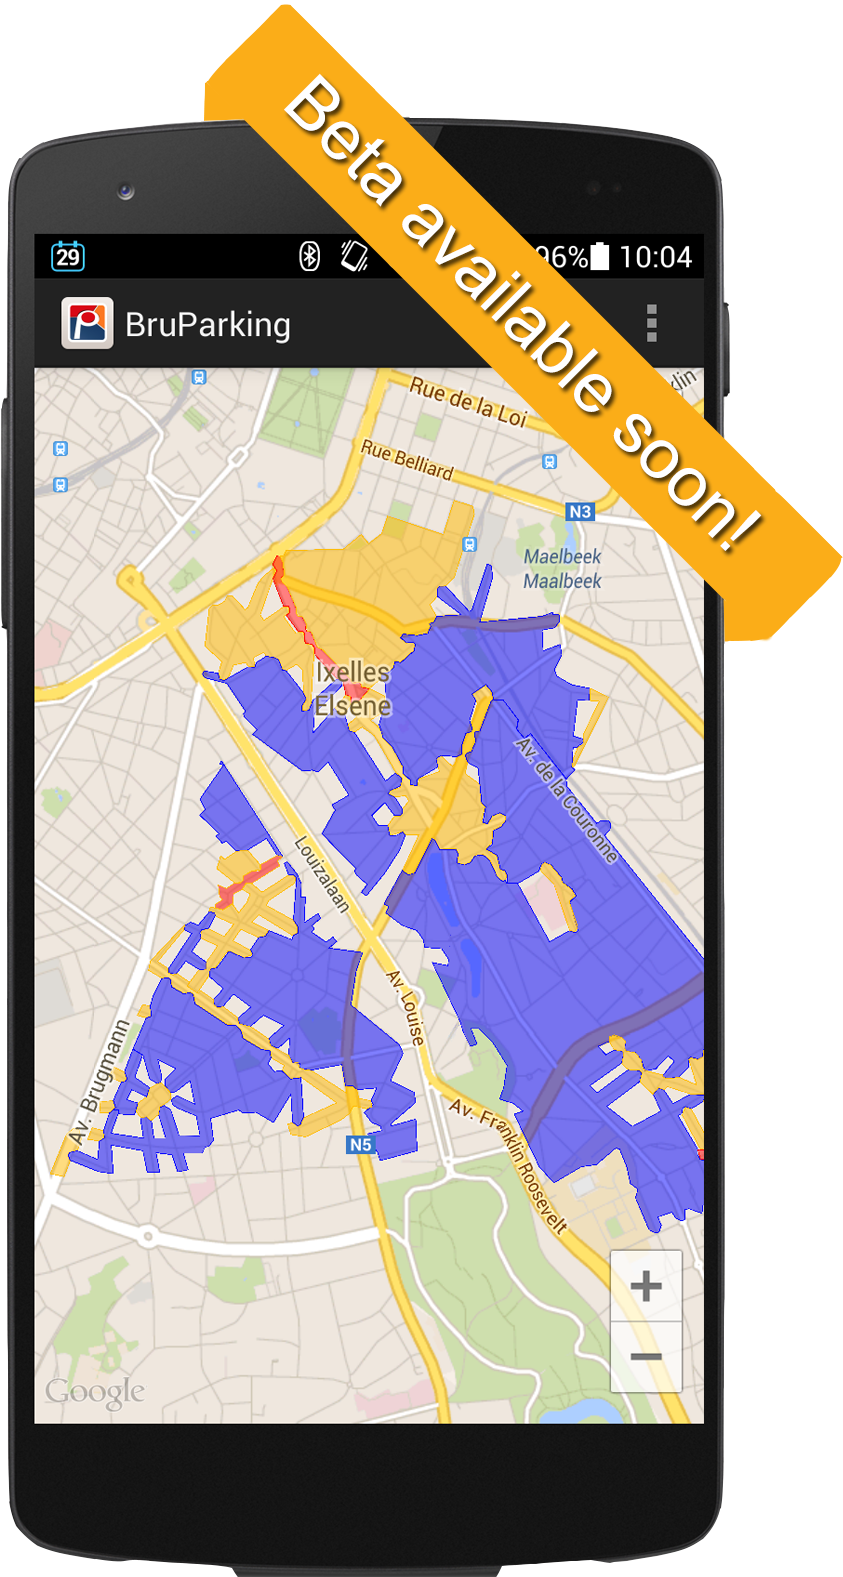 Beta available soon!
29
96%
10:04
BruParking
Rue de la Loi
Rue Belliard
N3
Maelbeek
Maalbeek
Ixelles
Elsene
Av. de la Couronne
Louizalaan
Av. Louise
Av. Brugmann
N5
Av. Franklin Roosevelt
+
−
Google